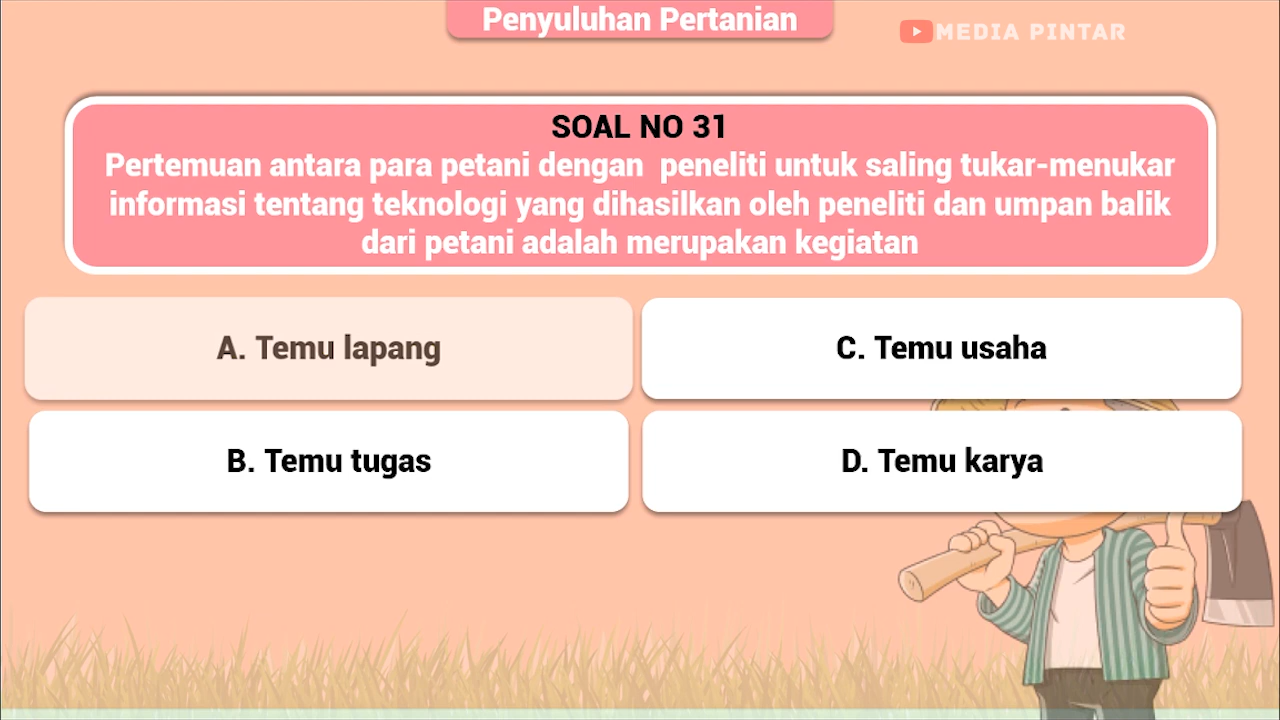 Penyuluhan Pertanian
MEDIA PINTAR
SOAL NO 31
Pertemuan antara para petani dengan peneliti untuk saling tukar-menukar
informasi tentang teknologi yang dihasilkan oleh peneliti dan umpan balik
dari petani adalah merupakan kegiatan
A. Temu lapang
C. Temu usaha
B. Temu tugas
D. Temu karya